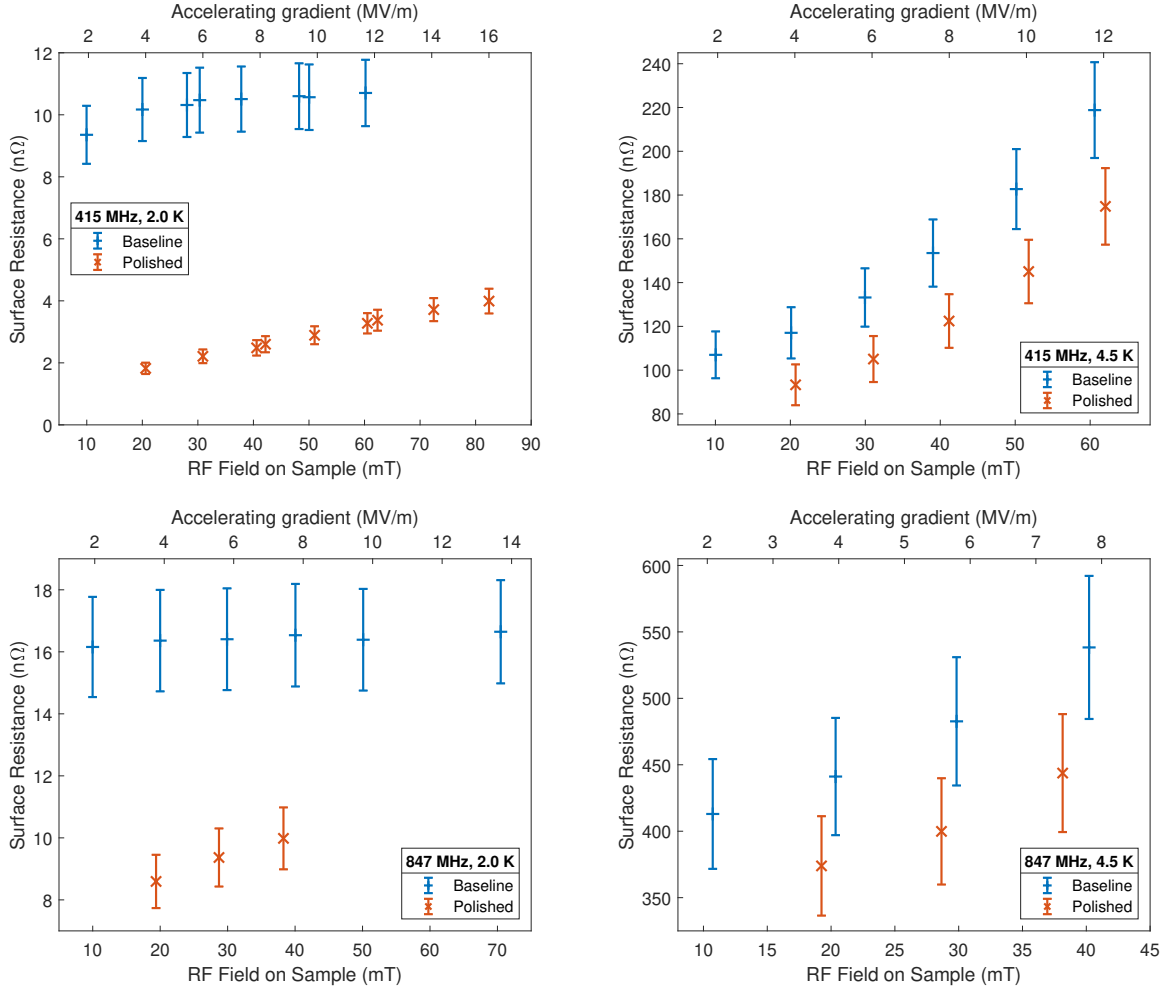 Accelerating gradient (MV/m)
2 4 6 8 10 12 14 16
12
10
8
6
4
2
0
Surface Resistance (nΩ)
415 MHz, 2.0 K
Baseline
Polished
10 20 30 40 50 60 70 80 90
RF Field on Sample (mT)
Accelerating gradient (MV/m)
2 4 6 8 10 12
240
220
200
180
160
140
120
100
80
Surface Resistance (nΩ)
415 MHz, 4.5 K
Baseline
Polished
10 20 30 40 50 60
RF Field on Sample (mT)
Accelerating gradient (MV/m)
2 4 6 8 10 12 14
18
16
14
12
10
8
Surface Resistance (nΩ)
847 MHz, 2.0 K
Baseline
Polished
10 20 30 40 50 60 70
RF Field on Sample (mT)
Accelerating gradient (MV/m)
2 3 4 5 6 7 8
600
550
500
450
400
350
Surface Resistance (nΩ)
847 MHz, 4.5 K
Baseline
Polished
10 15 20 25 30 35 40 45
RF Field on Sample (mT)